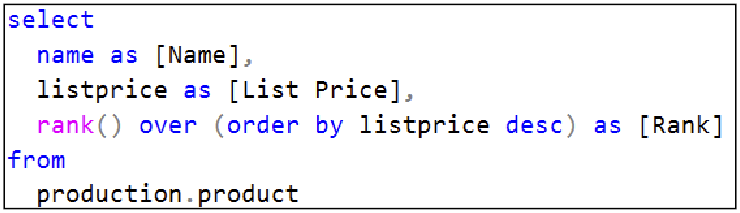 select
name as [Name],
listprice as [List Price],
rank() over (order by listprice desc) as [Rank]
from
production.product